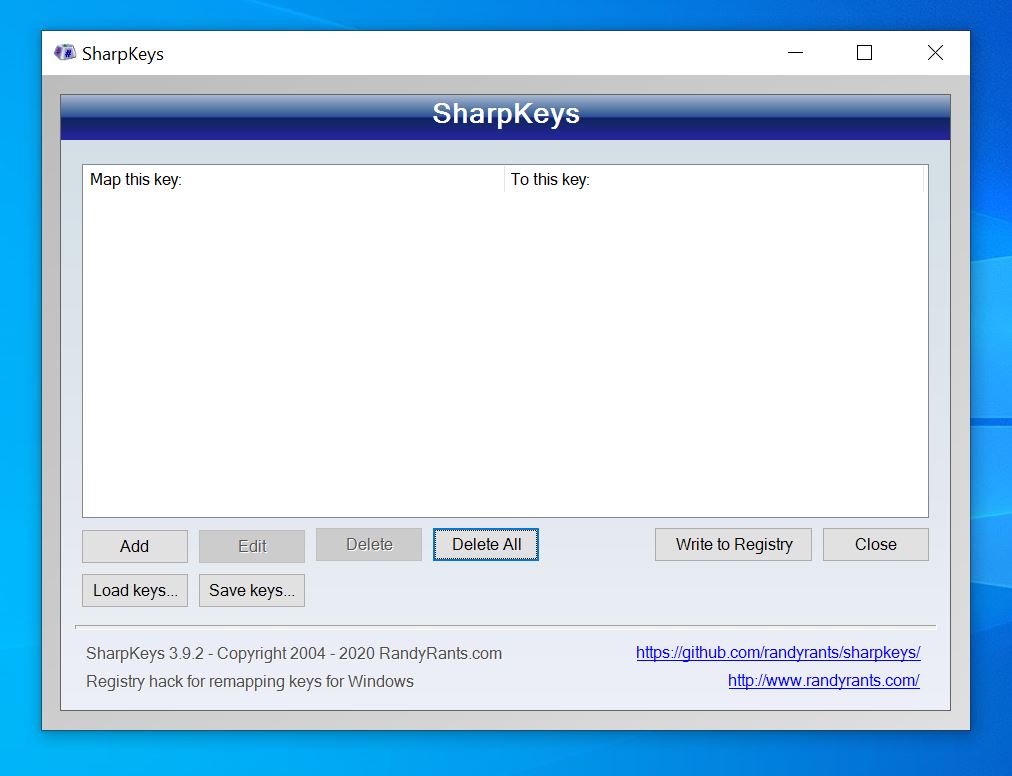 SharpKeys
SharpKeys
Map this key: To this key:
Add Edit Delete Delete All Write to Registry Close
Load keys... Save keys...
SharpKeys 3.9.2 - Copyright 2004 - 2020 RandyRants.com https://github.com/randyrants/sharpkeys/
Registry hack for remapping keys for Windows http://www.randyrants.com/